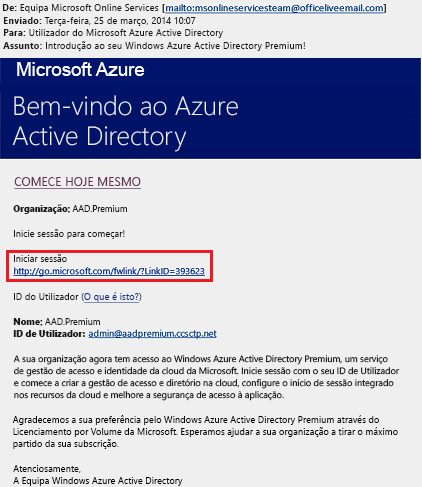 De: Equipa Microsoft Online Services [mailto:msonlineservicesteam@officeliveemail.com]
Enviado: Terça-feira, 25 de março, 2014 10:07
Para: Utilizador do Microsoft Azure Active Directory
Assunto: Introdução ao seu Windows Azure Active Directory Premium!
Microsoft Azure
Bem-vindo ao Azure
Active Directory
COMECE HOJE MESMO
Organização; AAD.Premium
Inicie sessão para começar!
Iniciar sessão
http://go.microsoft.com/fwlink/?LinkID=393623
ID do Utilizador (O que é isto?)
Nome; AAD.Premium
ID de Utilizador: admin@aadpremium.ccsctp.net
A sua organização agora tem acesso ao Windows Azure Active Directory Premium, um serviço
de gestão de acesso e identidade da cloud da Microsoft. Inicie sessão com o seu ID de Utilizador
e comece a criar a gestão de acesso e diretório na cloud, configure o início de sessão integrado
nos recursos da cloud e melhore a segurança de acesso à aplicação.
Agradecemos a sua preferência pelo Windows Azure Active Directory Premium através do
Licenciamento por Volume da Microsoft. Esperamos ajudar a sua organização a tirar o máximo
partido da sua subscrição.
Atenciosamente,
A Equipa Windows Azure Active Directory